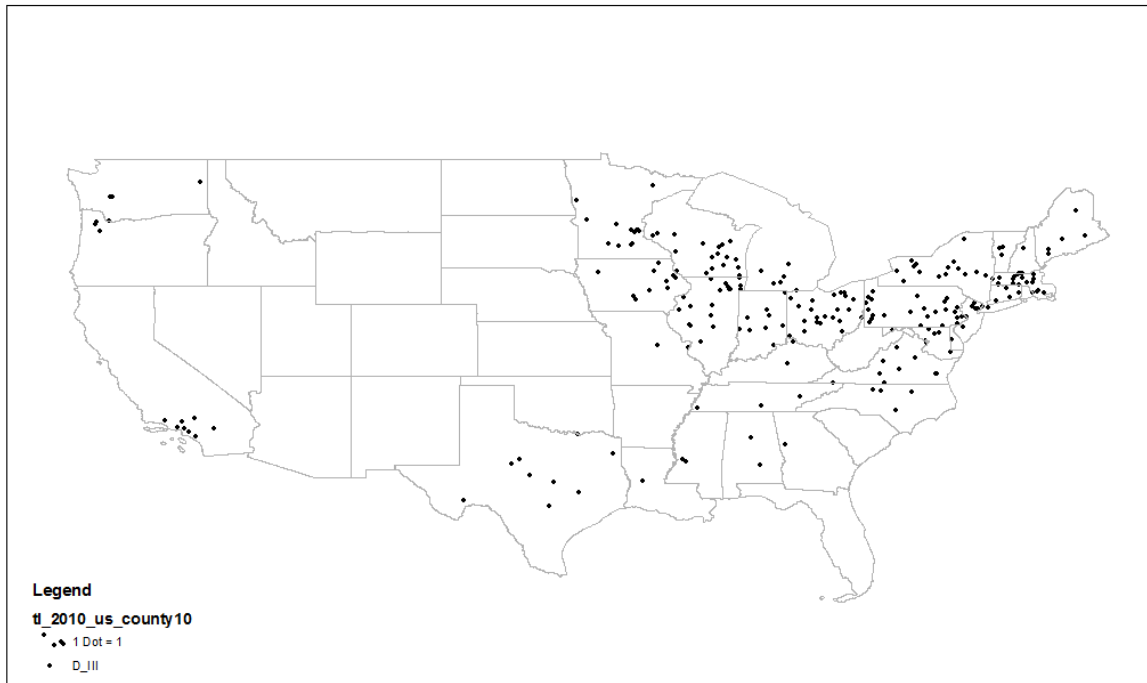 Legend
tl_2010_us_county10
1 Dot = 1
D_III